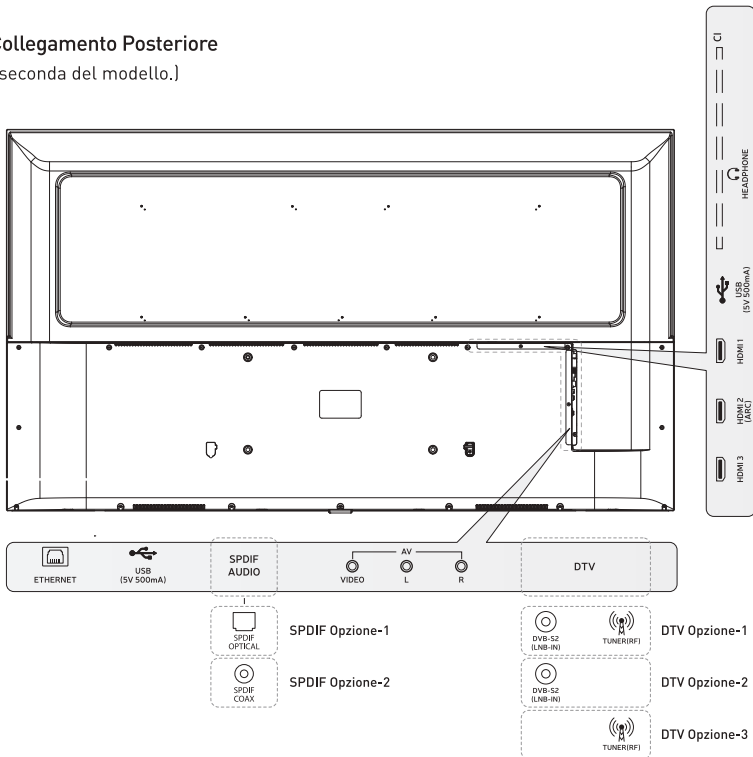 Collegamento Posteriore
seconda del modello.)
CI
HEADPHONE
USB
(5V 500mA)
HDMI 1
HDMI 2
(ARC)
HDMI 3
ETHERNET
USB
(5V 500mA)
SPDIF
AUDIO
AV
VIDEO
L
R
DTV
SPDIF
OPTICAL
SPDIF Opzione-1
DVB-S2
(LNB-IN)
TUNER(RF)
DTV Opzione-1
SPDIF
COAX
SPDIF Opzione-2
DVB-S2
(LNB-IN)
DTV Opzione-2
TUNER(RF)
DTV Opzione-3